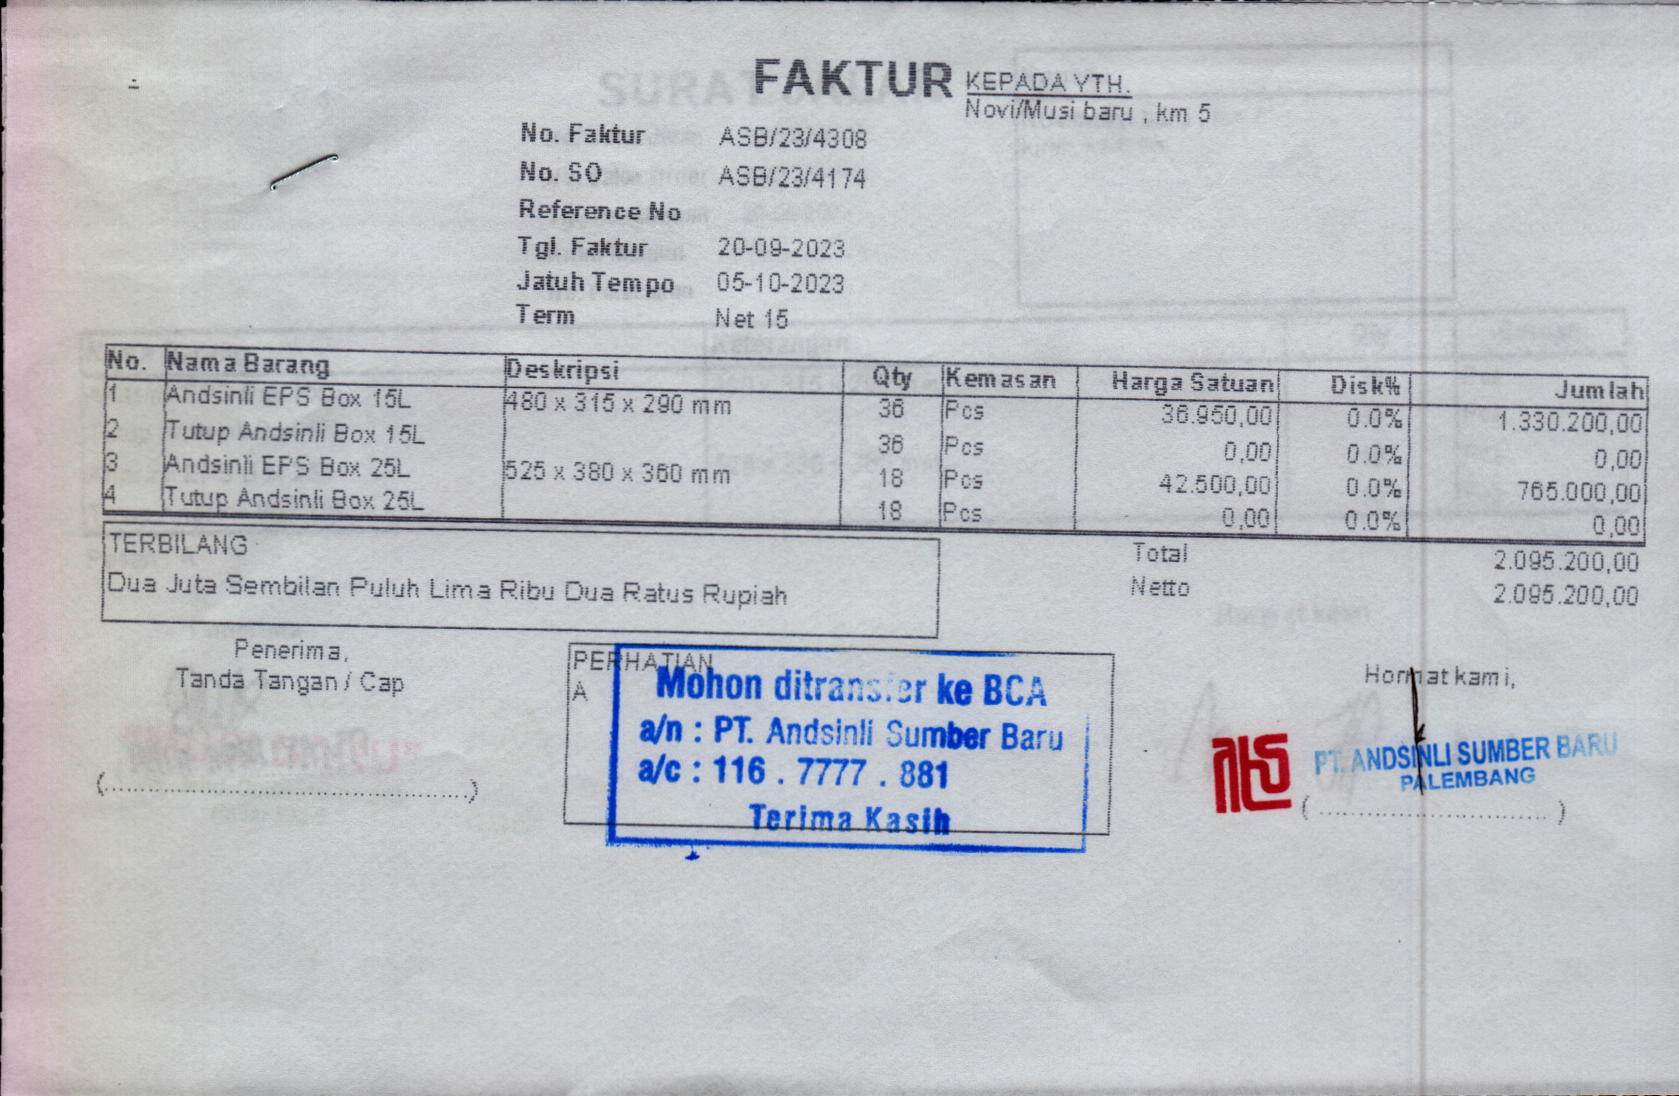 FAKTUR
KEPADA YTH.
Novi/Musi baru , km 5
No. Faktur ASB/23/4308
No. SO ASB/23/4174
Reference No
Tgl. Faktur 20-09-2023
Jatuh Tempo 05-10-2023
Term Net 15
No. Nama Barang Deskripsi Qty Kemasan Harga Satuan Disk% Jumlah
1 Andsinli EPS Box 15L 480 x 315 x 290 mm 36 Pcs 36.950,00 0.0% 1.330.200,00
2 Tutup Andsinli Box 15L 36 Pcs 0,00 0.0% 0,00
3 Andsinli EPS Box 25L 525 x 380 x 360 mm 18 Pcs 42.500,00 0.0% 765.000,00
4 Tutup Andsinli Box 25L 18 Pcs 0,00 0.0% 0,00
TERBILANG
Dua Juta Sembilan Puluh Lima Ribu Dua Ratus Rupiah
Total 2.095.200,00
Netto 2.095.200,00
Penerima,
Tanda Tangan / Cap
(..............................................)
PERHATIAN
A
Mohon ditransfer ke BCA
a/n : PT. Andsinli Sumber Baru
a/c : 116 . 7777 . 881
Terima Kasih
Hormat kami,
PT. ANDSINLI SUMBER BARU
PALEMBANG
( .............................. )